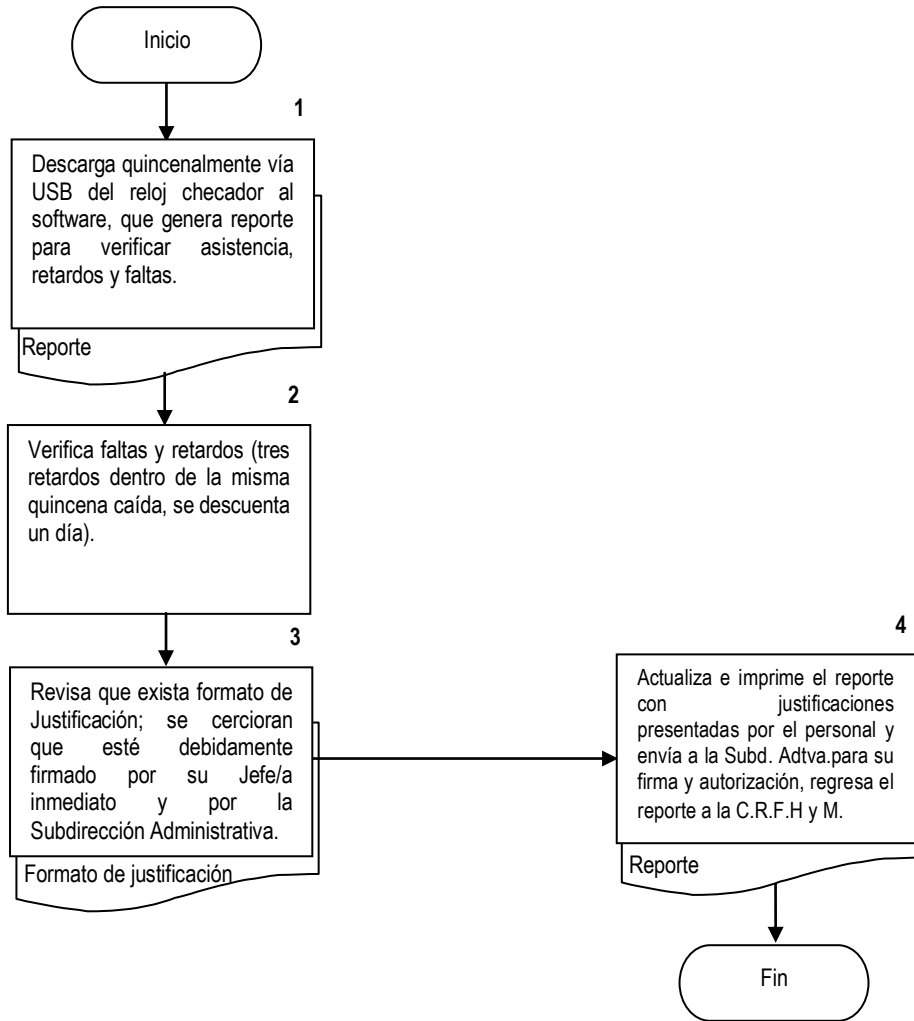 Inicio
1
Descarga quincenalmente vía
USB del reloj checador al
software, que genera reporte
para verificar asistencia,
retardos y faltas.
Reporte
2
Verifica faltas y retardos (tres
retardos dentro de la misma
quincena caída, se descuenta
un día).
3
Revisa que exista formato de
Justificación; se cercioran
que esté debidamente
firmado por su Jefe/a
inmediato y por la
Subdirección Administrativa.
Formato de justificación
4
Actualiza e imprime el reporte
con justificaciones
presentadas por el personal y
envía a la Subd. Adtva.para su
firma y autorización, regresa el
reporte a la C.R.F.H y M.
Reporte
Fin